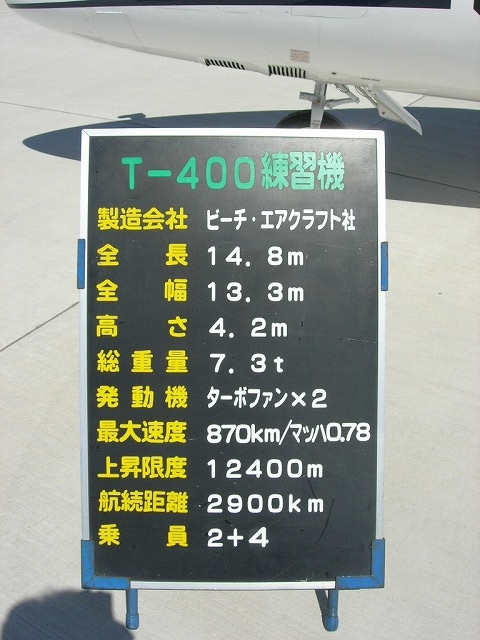 T-400練習機
製造会社 ビーチ・エアクラフト社
全長 14.8m
全幅 13.3m
高さ 4.2m
総重量 7.3t
発動機 ターボファン×2
最大速度 870km/マッハ0.78
上昇限度 12400m
航続距離 2900km
乗員 2+4